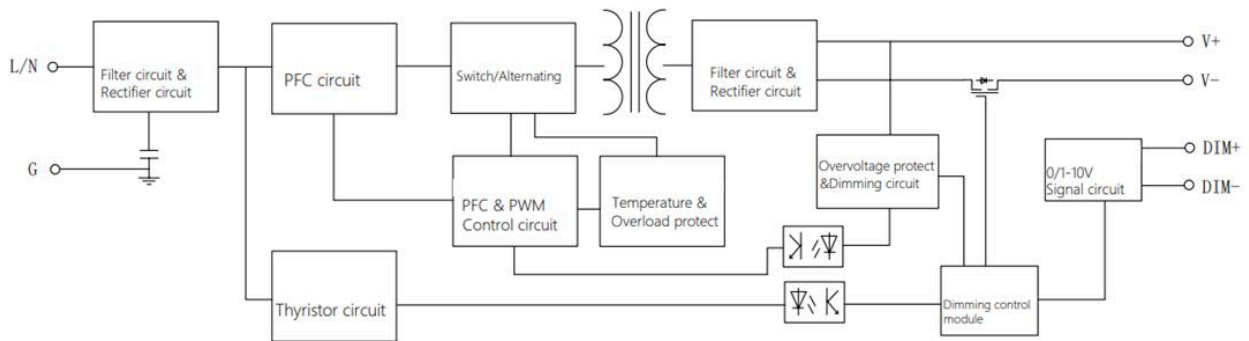 L/N
Filter circuit &
Rectifier circuit
PFC circuit
Switch/Alternating
Filter circuit &
Rectifier circuit
V+
V-
G
PFC & PWM
Control circuit
Temperature &
Overload protect
Overvoltage protect
&Dimming circuit
0/1-10V
Signal circuit
DIM+
DIM-
Thyristor circuit
Dimming control
module